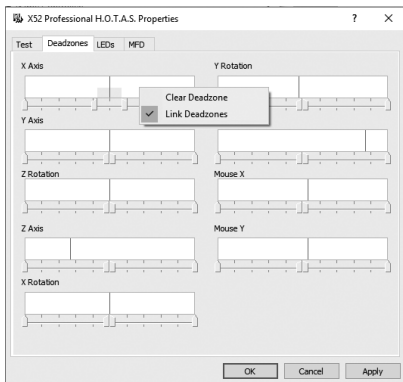 X52 Professional H.O.T.A.S. Properties
Test Deadzones LEDs MFD
X Axis
Y Rotation
Clear Deadzone
Link Deadzones
Y Axis
Z Rotation
Mouse X
Z Axis
Mouse Y
X Rotation
OK Cancel Apply